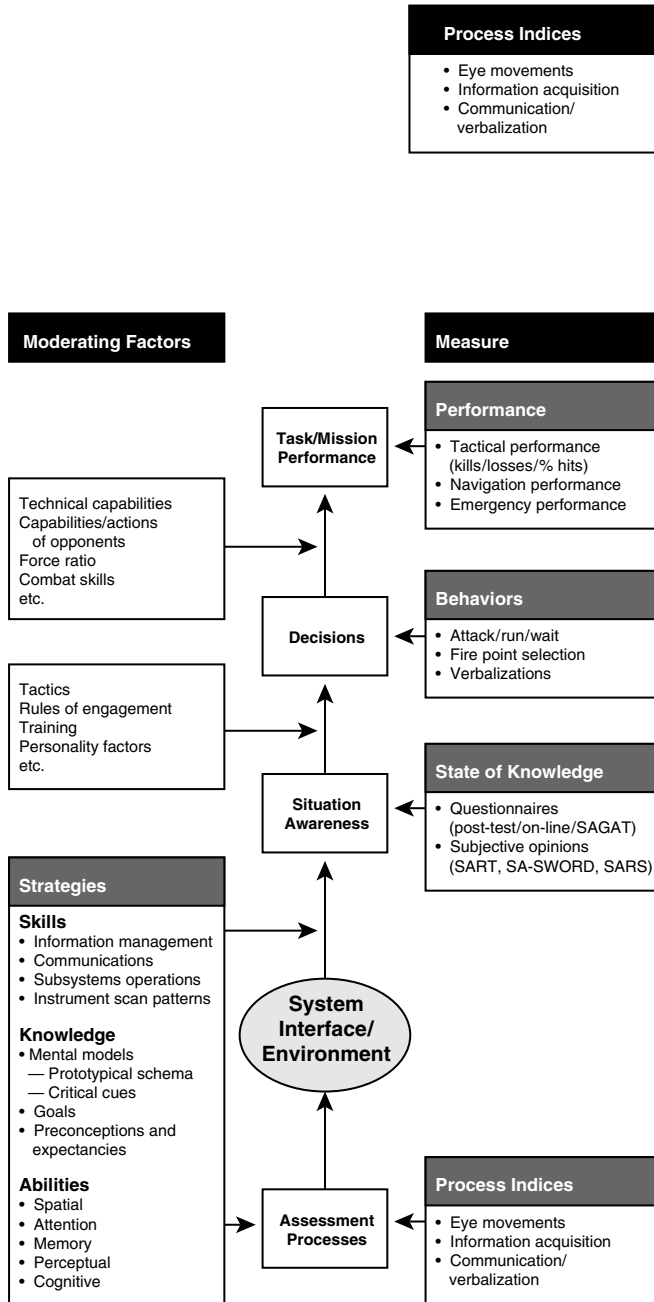 Process Indices
• Eye movements
• Information acquisition
• Communication/
verbalization
Moderating Factors
Measure
Task/Mission
Performance
Performance
• Tactical performance
(kills/losses/% hits)
• Navigation performance
• Emergency performance
Technical capabilities
Capabilities/actions
of opponents
Force ratio
Combat skills
etc.
Decisions
Behaviors
• Attack/run/wait
• Fire point selection
• Verbalizations
Tactics
Rules of engagement
Training
Personality factors
etc.
Situation
Awareness
State of Knowledge
• Questionnaires
(post-test/on-line/SAGAT)
• Subjective opinions
(SART, SA-SWORD, SARS)
Strategies
Skills
• Information management
• Communications
• Subsystems operations
• Instrument scan patterns
Knowledge
• Mental models
— Prototypical schema
— Critical cues
• Goals
• Preconceptions and
expectancies
Abilities
• Spatial
• Attention
• Memory
• Perceptual
• Cognitive
System
Interface/
Environment
Assessment
Processes
Process Indices
• Eye movements
• Information acquisition
• Communication/
verbalization